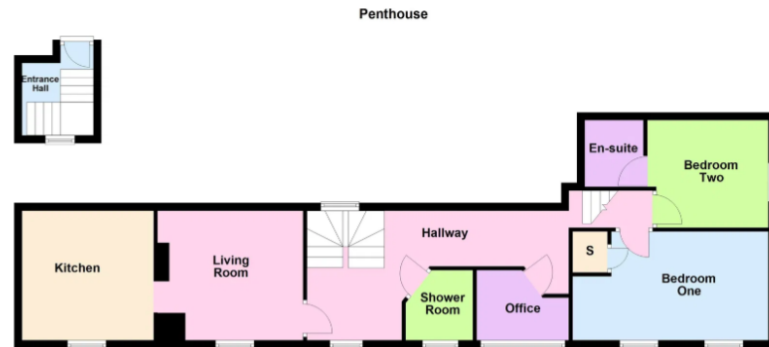 Penthouse
Entrance
Hall
En-suite
Bedroom
Two
Hallway
Kitchen
Living
Room
S
Bedroom
One
Shower
Room
Office